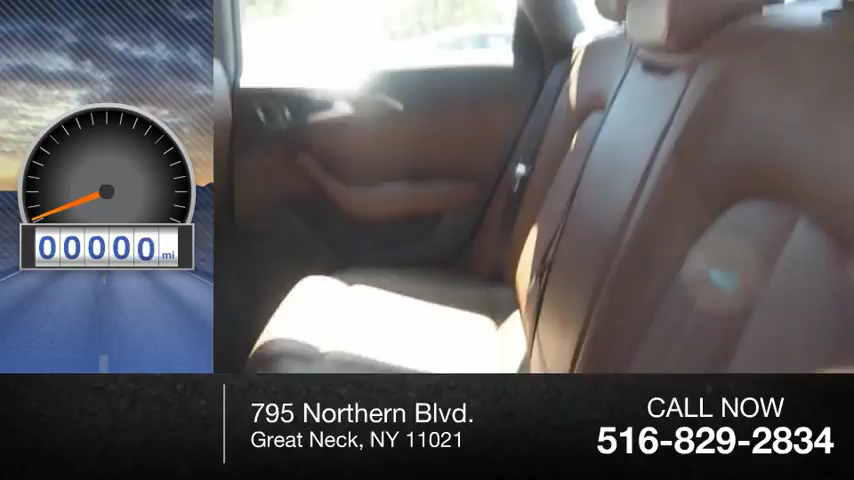 00000 mi
795 Northern Blvd.
Great Neck, NY 11021
CALL NOW
516-829-2834